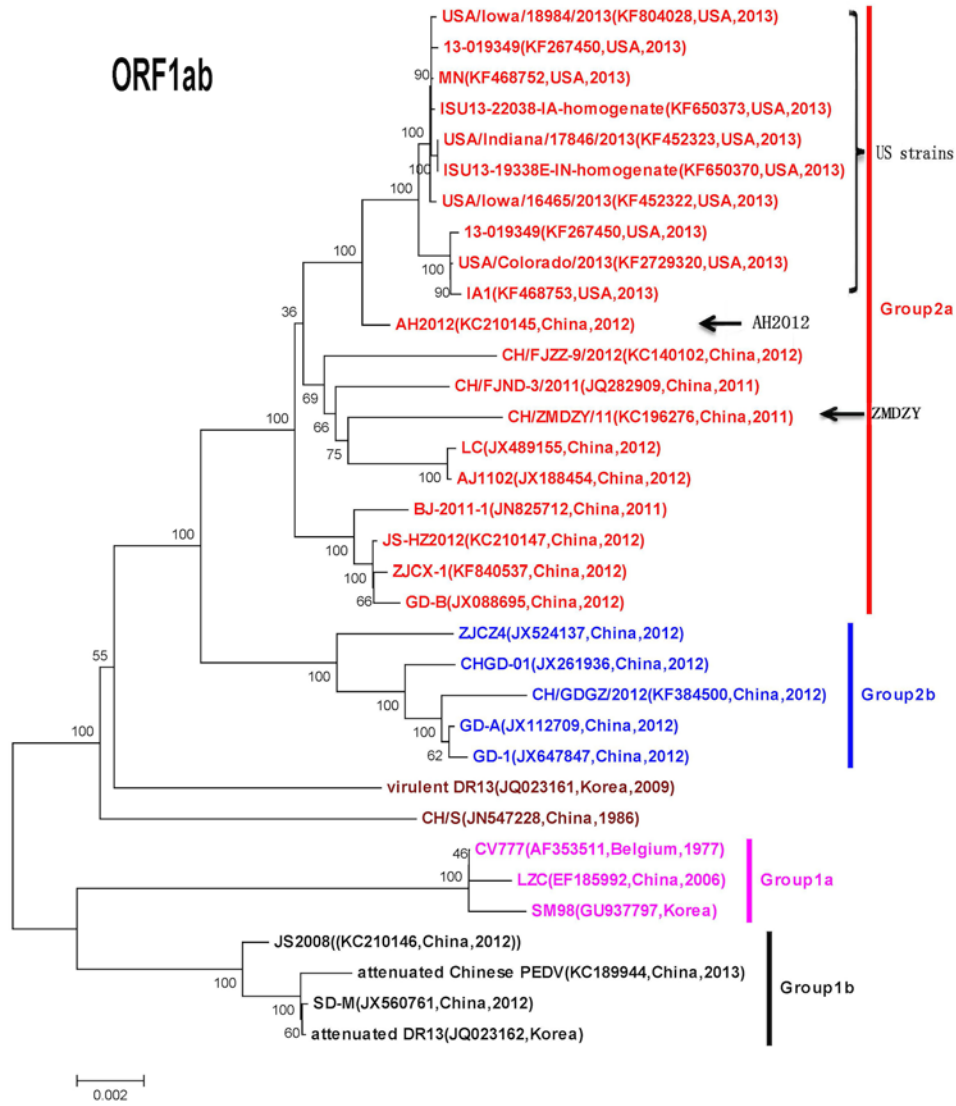 ORF1ab
USA/Iowa/18984/2013(KF804028,USA,2013)
13-019349(KF267450,USA,2013)
90
MN(KF468752,USA,2013)
ISU13-22038-IA-homogenate(KF650373,USA,2013)
100
USA/Indiana/17846/2013(KF452323,USA,2013)
US strains
100
ISU13-19338E-IN-homogenate(KF650370,USA,2013)
100
USA/Iowa/16465/2013(KF452322,USA,2013)
13-019349(KF267450,USA,2013)
100
100
USA/Colorado/2013(KF2729320,USA,2013)
90
IA1(KF468753,USA,2013)
36
Group2a
AH2012(KC210145,China,2012)
AH2012
CH/FJZZ-9/2012(KC140102,China,2012)
69
CH/FJND-3/2011(JQ282909,China,2011)
66
100
CH/ZMDZY/11(KC196276,China,2011)
ZMDZY
75
LC(JX489155,China,2012)
100
AJ1102(JX188454,China,2012)
BJ-2011-1(JN825712,China,2011)
100
100
JS-HZ2012(KC210147,China,2012)
100
ZJCX-1(KF840537,China,2012)
66
GD-B(JX088695,China,2012)
ZJCZ4(JX524137,China,2012)
55
100
CHGD-01(JX261936,China,2012)
100
CH/GDGZ/2012(KF384500,China,2012)
Group2b
100
GD-A(JX112709,China,2012)
100
62
GD-1(JX647847,China,2012)
virulent DR13(JQ023161,Korea,2009)
CH/S(JN547228,China,1986)
46
CV777(AF353511,Belgium,1977)
100
LZC(EF185992,China,2006)
Group1a
SM98(GU937797,Korea)
JS2008((KC210146,China,2012))
100
attenuated Chinese PEDV(KC189944,China,2013)
Group1b
100
SD-M(JX560761,China,2012)
60
attenuated DR13(JQ023162,Korea)
0.002